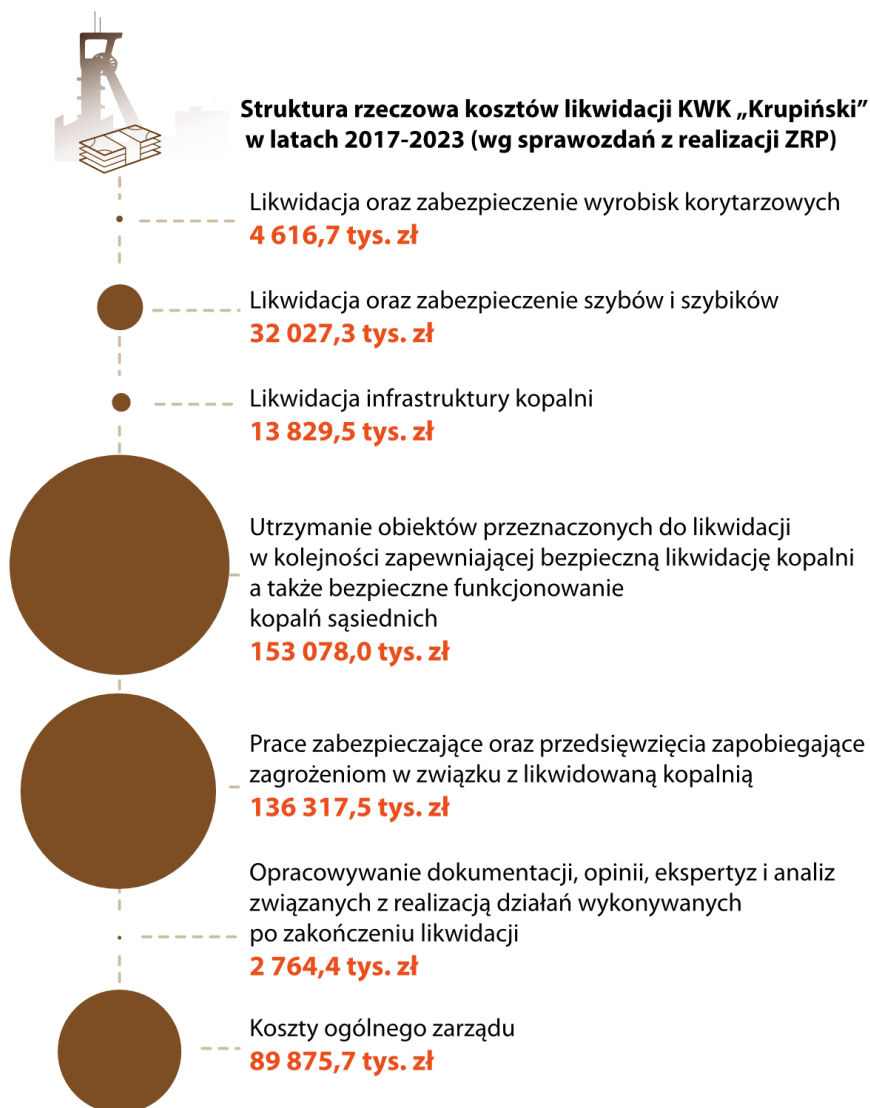 Struktura rzeczowa kosztów likwidacji KWK „Krupiński”
w latach 2017-2023 (wg sprawozdań z realizacji ZRP)
Likwidacja oraz zabezpieczenie wyrobisk korytarzowych
4 616,7 tys. zł
Likwidacja oraz zabezpieczenie szybów i szybików
32 027,3 tys. zł
Likwidacja infrastruktury kopalni
13 829,5 tys. zł
Utrzymanie obiektów przeznaczonych do likwidacji
w kolejności zapewniającej bezpieczną likwidację kopalni
a także bezpieczne funkcjonowanie
kopalń sąsiednich
153 078,0 tys. zł
Prace zabezpieczające oraz przedsięwzięcia zapobiegające
zagrożeniom w związku z likwidowaną kopalnią
136 317,5 tys. zł
Opracowywanie dokumentacji, opinii, ekspertyz i analiz
związanych z realizacją działań wykonywanych
po zakończeniu likwidacji
2 764,4 tys. zł
Koszty ogólnego zarządu
89 875,7 tys. zł